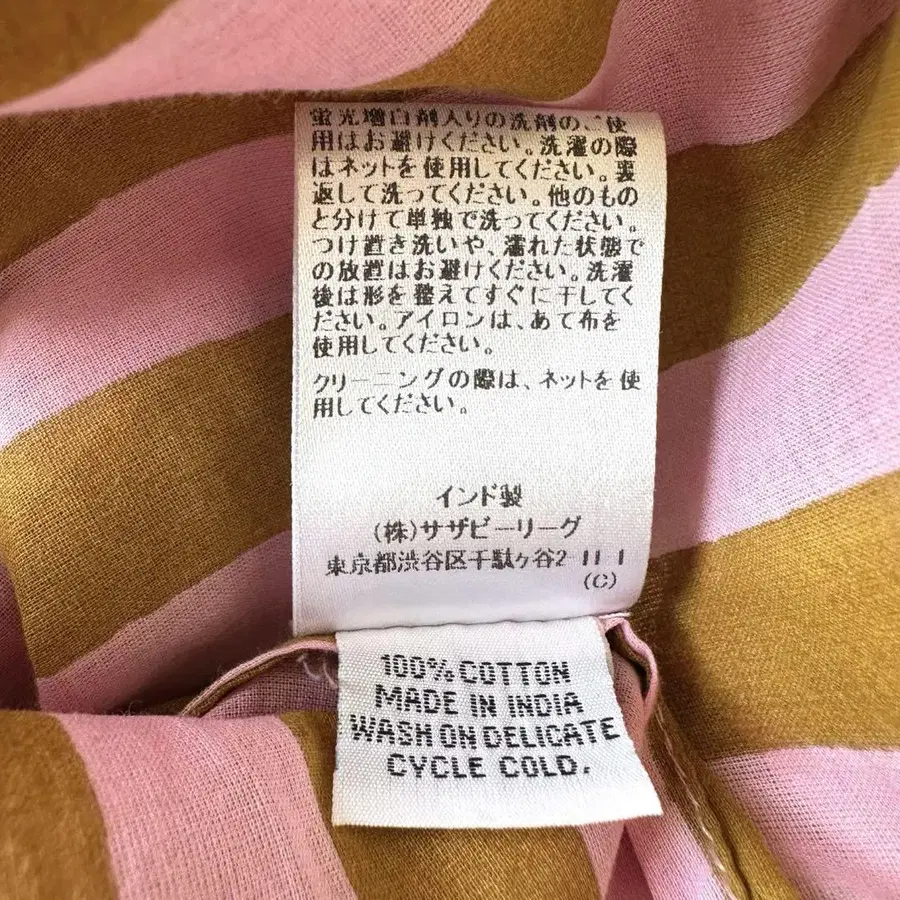 蛍光増白剤入りの洗剤のご使
用はお避けください。洗濯の際
はネットを使用してください。裏
返して洗ってください。他のもの
と分けて単独で洗ってください。
つけ置き洗いや、濡れた状態で
の放置はお避けください。洗濯
後は形を整えてすぐに干してく
ださい。アイロンは、あて布を
使用してください。
クリーニングの際は、ネットを使
用してください。
インド製
(株)サザビーリーグ
東京都渋谷区千駄ヶ谷2 11 1
(C)
100% COTTON
MADE IN INDIA
WASH ON DELICATE
CYCLE COLD.